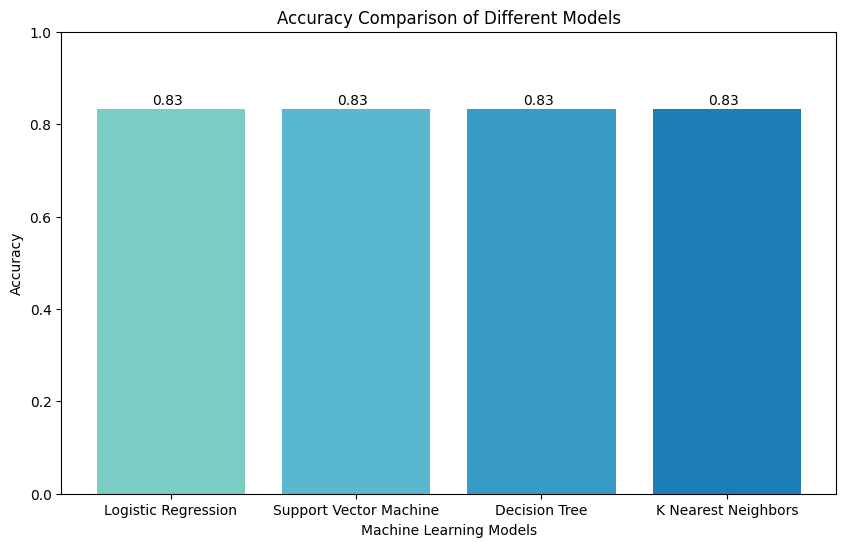 Accuracy Comparison of Different Models
1.0
0.8
0.6
0.4
0.2
0.0
Accuracy
0.83 0.83 0.83 0.83
Logistic Regression Support Vector Machine Decision Tree K Nearest Neighbors
Machine Learning Models